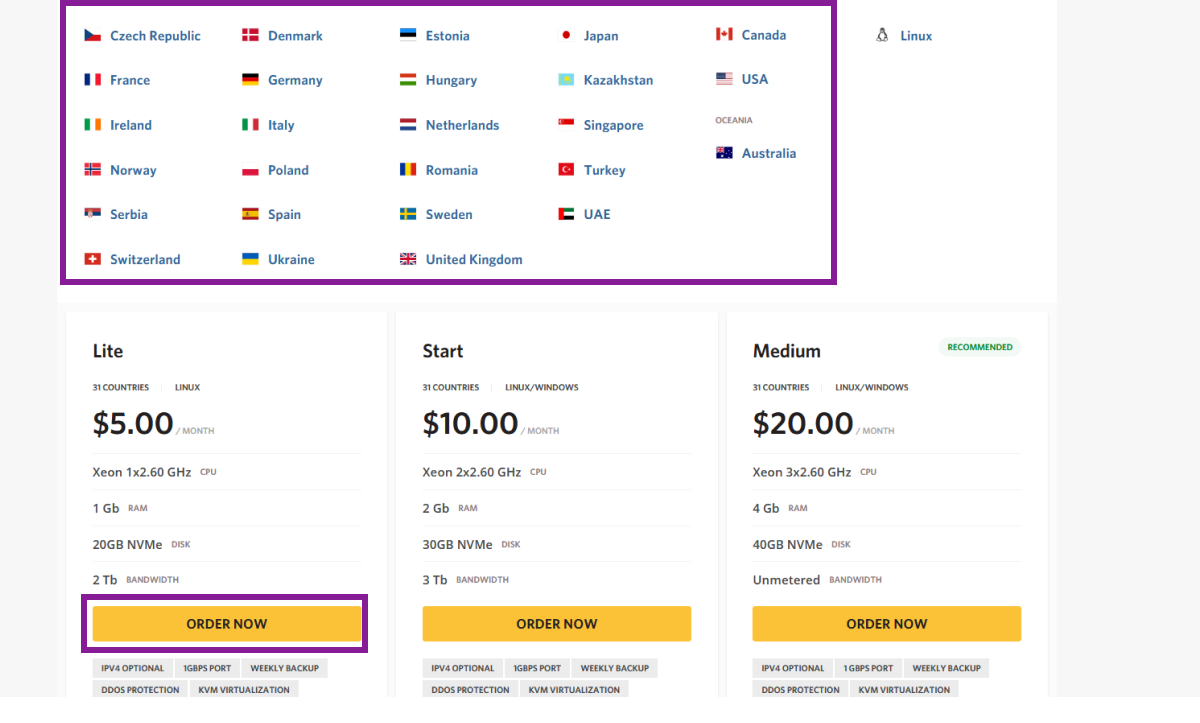 Czech Republic Denmark Estonia Japan Canada Linux
France Germany Hungary Kazakhstan USA
Ireland Italy Netherlands Singapore OCEANIA
Norway Poland Romania Turkey Australia
Serbia Spain Sweden UAE
Switzerland Ukraine United Kingdom
Lite
31 COUNTRIES LINUX
$5.00 / MONTH
Xeon 1x2.60 GHz CPU
1 Gb RAM
20GB NVMe DISK
2 Tb BANDWIDTH
ORDER NOW
IPV4 OPTIONAL 1GBPS PORT WEEKLY BACKUP
DDOS PROTECTION KVM VIRTUALIZATION
Start
31 COUNTRIES LINUX/WINDOWS
$10.00 / MONTH
Xeon 2x2.60 GHz CPU
2 Gb RAM
30GB NVMe DISK
3 Tb BANDWIDTH
ORDER NOW
IPV4 OPTIONAL 1GBPS PORT WEEKLY BACKUP
DDOS PROTECTION KVM VIRTUALIZATION
Medium RECOMMENDED
31 COUNTRIES LINUX/WINDOWS
$20.00 / MONTH
Xeon 3x2.60 GHz CPU
4 Gb RAM
40GB NVMe DISK
Unmetered BANDWIDTH
ORDER NOW
IPV4 OPTIONAL 1 GBPS PORT WEEKLY BACKUP
DDOS PROTECTION KVM VIRTUALIZATION